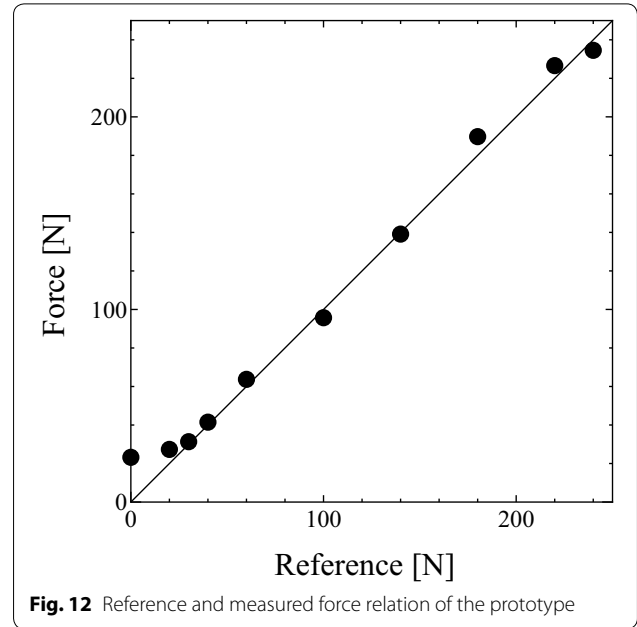 200
Force [N]
100
0
0 100 200
Reference [N]
Fig. 12 Reference and measured force relation of the prototype